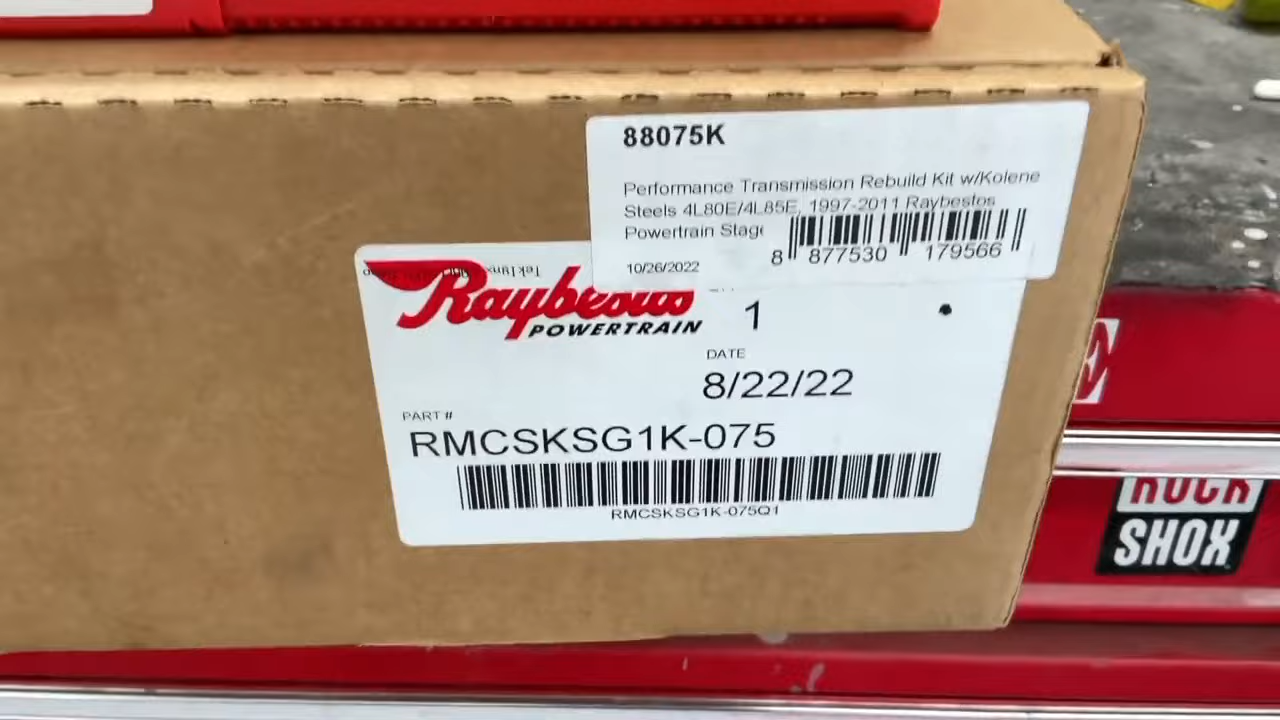 88075K
Performance Transmission Rebuild Kit w/Kolene
Steels 4L80E/4L85E, 1997-2011 Raybestos
Powertrain Stage
8 877530 179566
10/26/2022
Raybestos
POWERTRAIN
1
DATE
8/22/22
PART #
RMCSKSG1K-075
RMCSKSG1K-075Q1
ROCK
SHOX